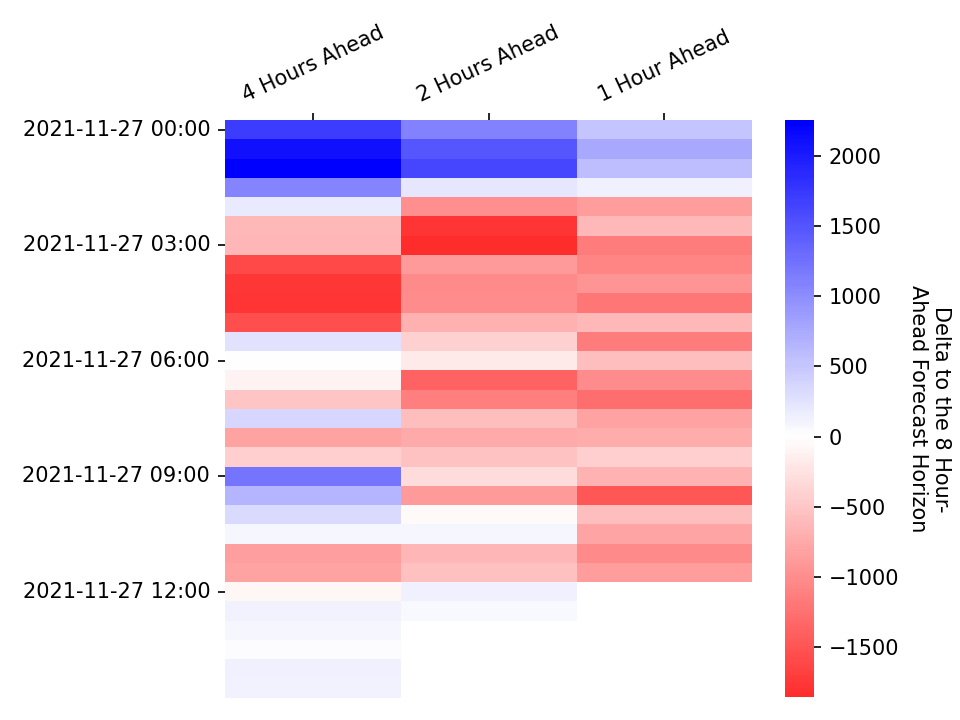 4 Hours Ahead
2 Hours Ahead
1 Hour Ahead
2021-11-27 00:00
2021-11-27 03:00
2021-11-27 06:00
2021-11-27 09:00
2021-11-27 12:00
2000
1500
1000
500
0
−500
−1000
−1500
Delta to the 8 Hour-
Ahead Forecast Horizon